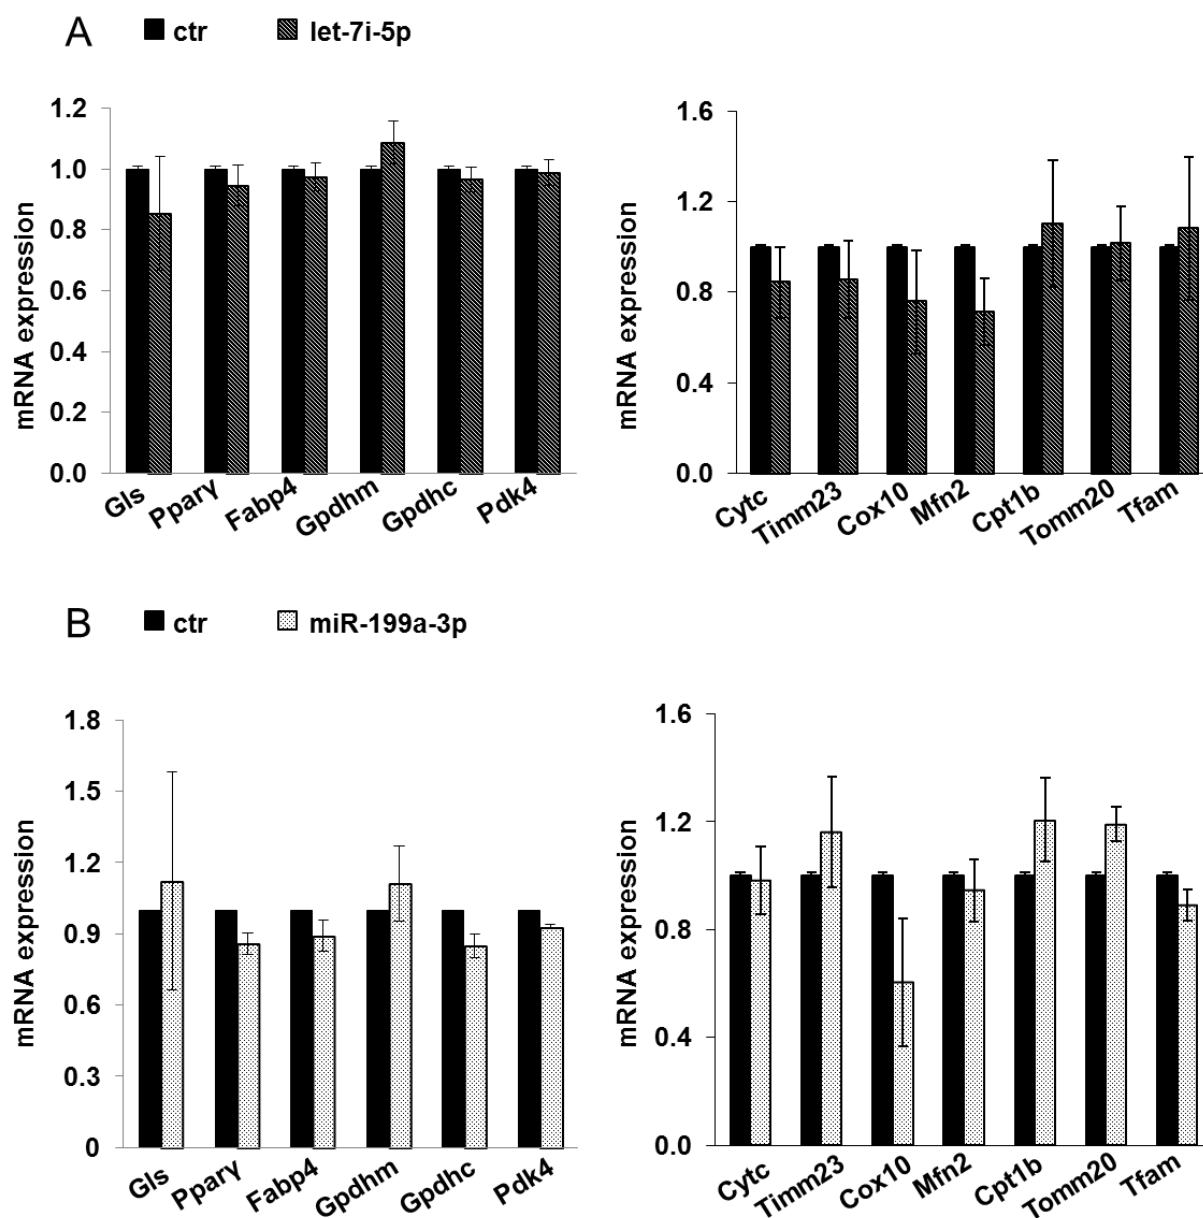 A ctr let-7i-5p
mRNA expression
1.2
1.0
0.8
0.6
0.4
0.2
0.0
Gls Pparγ Fabp4 Gpdhm Gpdhc Pdk4
mRNA expression
1.6
1.2
0.8
0.4
0.0
Cytc Timm23 Cox10 Mfn2 Cpt1b Tomm20 Tfam
B ctr miR-199a-3p
mRNA expression
1.8
1.5
1.2
0.9
0.6
0.3
0
Gls Pparγ Fabp4 Gpdhm Gpdhc Pdk4
mRNA expression
1.6
1.2
0.8
0.4
0.0
Cytc Timm23 Cox10 Mfn2 Cpt1b Tomm20 Tfam